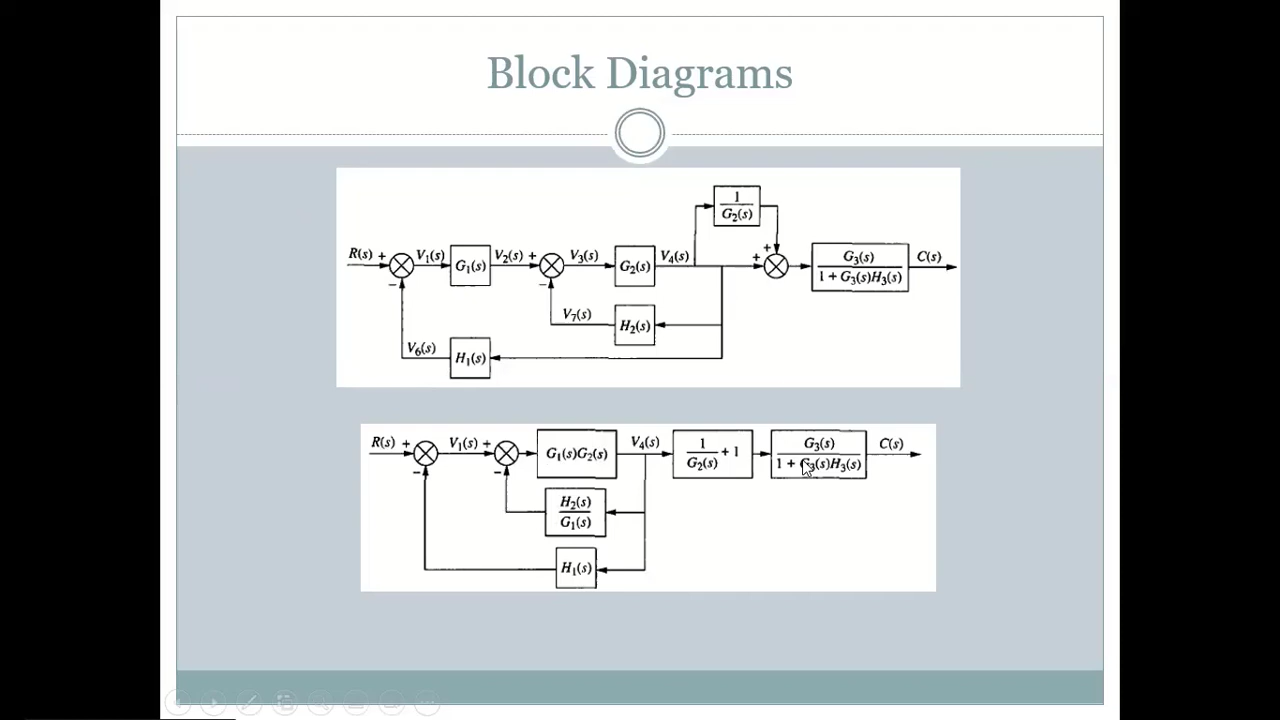 Block Diagrams
1
G₂(s)
R(s) + V₁(s) G₁(s) V₂(s) + V₃(s) G₂(s) V₄(s) + + G₃(s) C(s)
1 + G₃(s)H₃(s)
− −
V₇(s) H₂(s)
V₆(s) H₁(s)
R(s) + V₁(s) + G₁(s)G₂(s) V₄(s) 1 + 1 G₃(s) C(s)
G₂(s) 1 + G₃(s)H₃(s)
− −
H₂(s)
G₁(s)
H₁(s)